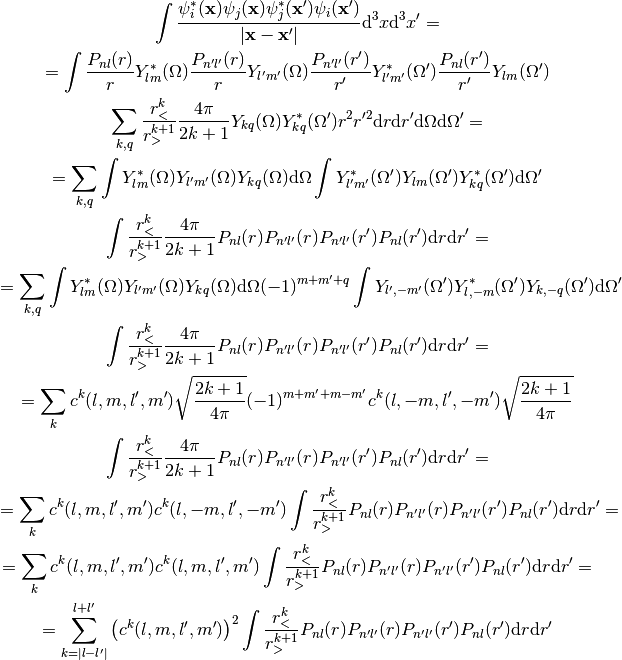 \int \frac{\psi_i^*(\mathbf{x})\psi_j(\mathbf{x})\psi_j^*(\mathbf{x'})\psi_i(\mathbf{x'})}{|\mathbf{x}-\mathbf{x'}|} \mathrm{d}^3x\mathrm{d}^3x' =
= \int \frac{P_{nl}(r)}{r} Y_{lm}^*(\Omega) \frac{P_{n'l'}(r)}{r} Y_{l'm'}(\Omega) \frac{P_{n'l'}(r')}{r'} Y_{l'm'}^*(\Omega') \frac{P_{nl}(r')}{r'} Y_{lm}(\Omega')
\sum_{k,q} \frac{r_<^k}{r_>^{k+1}} \frac{4\pi}{2k+1} Y_{kq}(\Omega) Y_{kq}^*(\Omega') r^2 r'^2 \mathrm{d}r\mathrm{d}r'\mathrm{d}\Omega\mathrm{d}\Omega' =
= \sum_{k,q} \int Y_{lm}^*(\Omega) Y_{l'm'}(\Omega) Y_{kq}(\Omega) \mathrm{d}\Omega \int Y_{l'm'}^*(\Omega') Y_{lm}(\Omega') Y_{kq}^*(\Omega') \mathrm{d}\Omega'
\int \frac{r_<^k}{r_>^{k+1}} \frac{4\pi}{2k+1} P_{nl}(r) P_{n'l'}(r) P_{n'l'}(r') P_{nl}(r') \mathrm{d}r\mathrm{d}r' =
= \sum_{k,q} \int Y_{lm}^*(\Omega) Y_{l'm'}(\Omega) Y_{kq}(\Omega) \mathrm{d}\Omega (-1)^{m+m'+q} \int Y_{l',-m'}(\Omega') Y_{l,-m}^*(\Omega') Y_{k,-q}(\Omega') \mathrm{d}\Omega'
\int \frac{r_<^k}{r_>^{k+1}} \frac{4\pi}{2k+1} P_{nl}(r) P_{n'l'}(r) P_{n'l'}(r') P_{nl}(r') \mathrm{d}r\mathrm{d}r' =
= \sum_k c^k(l,m,l',m') \sqrt{\frac{2k+1}{4\pi}} (-1)^{m+m'+m-m'} c^k(l,-m,l',-m') \sqrt{\frac{2k+1}{4\pi}}
\int \frac{r_<^k}{r_>^{k+1}} \frac{4\pi}{2k+1} P_{nl}(r) P_{n'l'}(r) P_{n'l'}(r') P_{nl}(r') \mathrm{d}r\mathrm{d}r' =
= \sum_k c^k(l,m,l',m') c^k(l,-m,l',-m') \int \frac{r_<^k}{r_>^{k+1}} P_{nl}(r) P_{n'l'}(r) P_{n'l'}(r') P_{nl}(r') \mathrm{d}r\mathrm{d}r' =
= \sum_k c^k(l,m,l',m') c^k(l,m,l',m') \int \frac{r_<^k}{r_>^{k+1}} P_{nl}(r) P_{n'l'}(r) P_{n'l'}(r') P_{nl}(r') \mathrm{d}r\mathrm{d}r' =
= \sum_{k=|l-l'|}^{l+l'} \left(c^k(l,m,l',m')\right)^2 \int \frac{r_<^k}{r_>^{k+1}} P_{nl}(r) P_{n'l'}(r) P_{n'l'}(r') P_{nl}(r') \mathrm{d}r\mathrm{d}r'